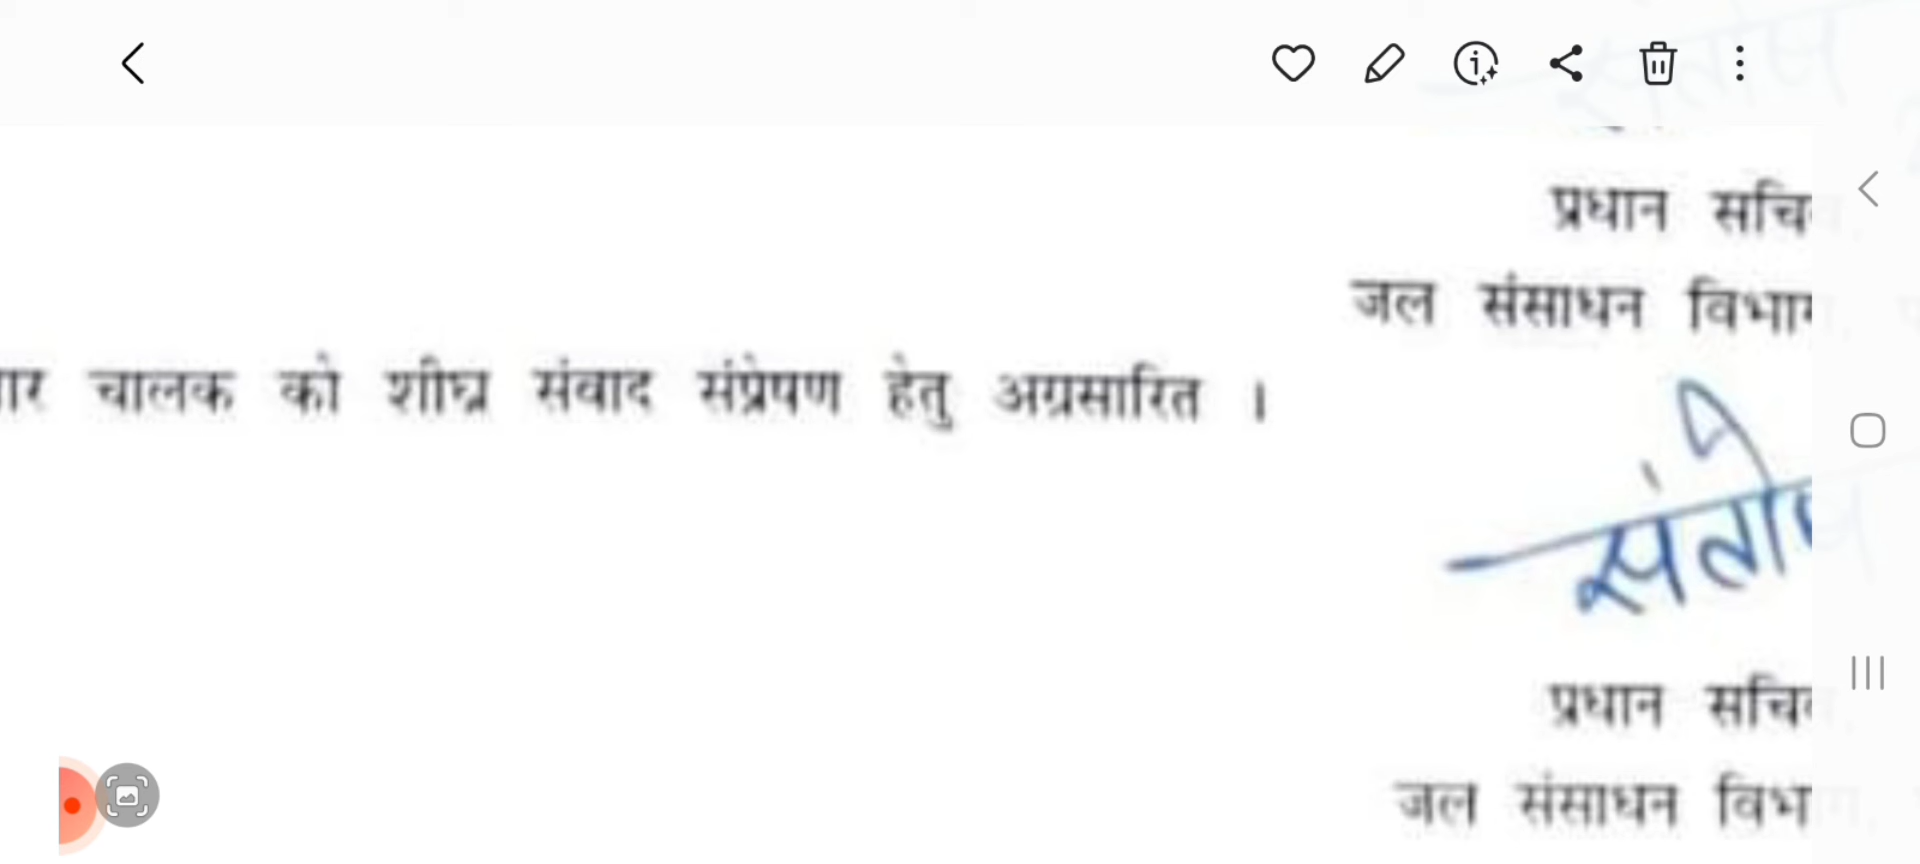 प्रधान सचि
जल संसाधन विभाग
ार चालक को शीघ्र संवाद संप्रेषण हेतु अग्रसारित ।
संतोष
प्रधान सचि
जल संसाधन विभ